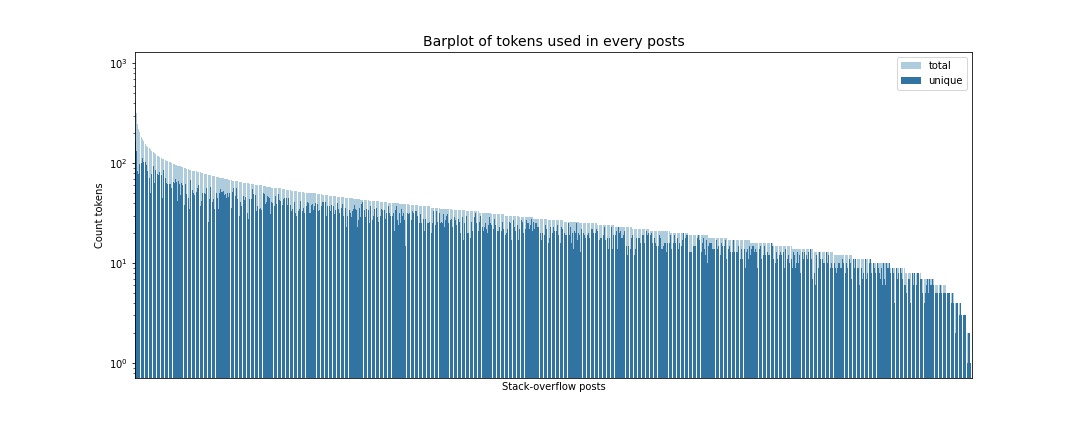 Barplot of tokens used in every posts
total
unique
10³
10²
10¹
10⁰
Count tokens
Stack-overflow posts